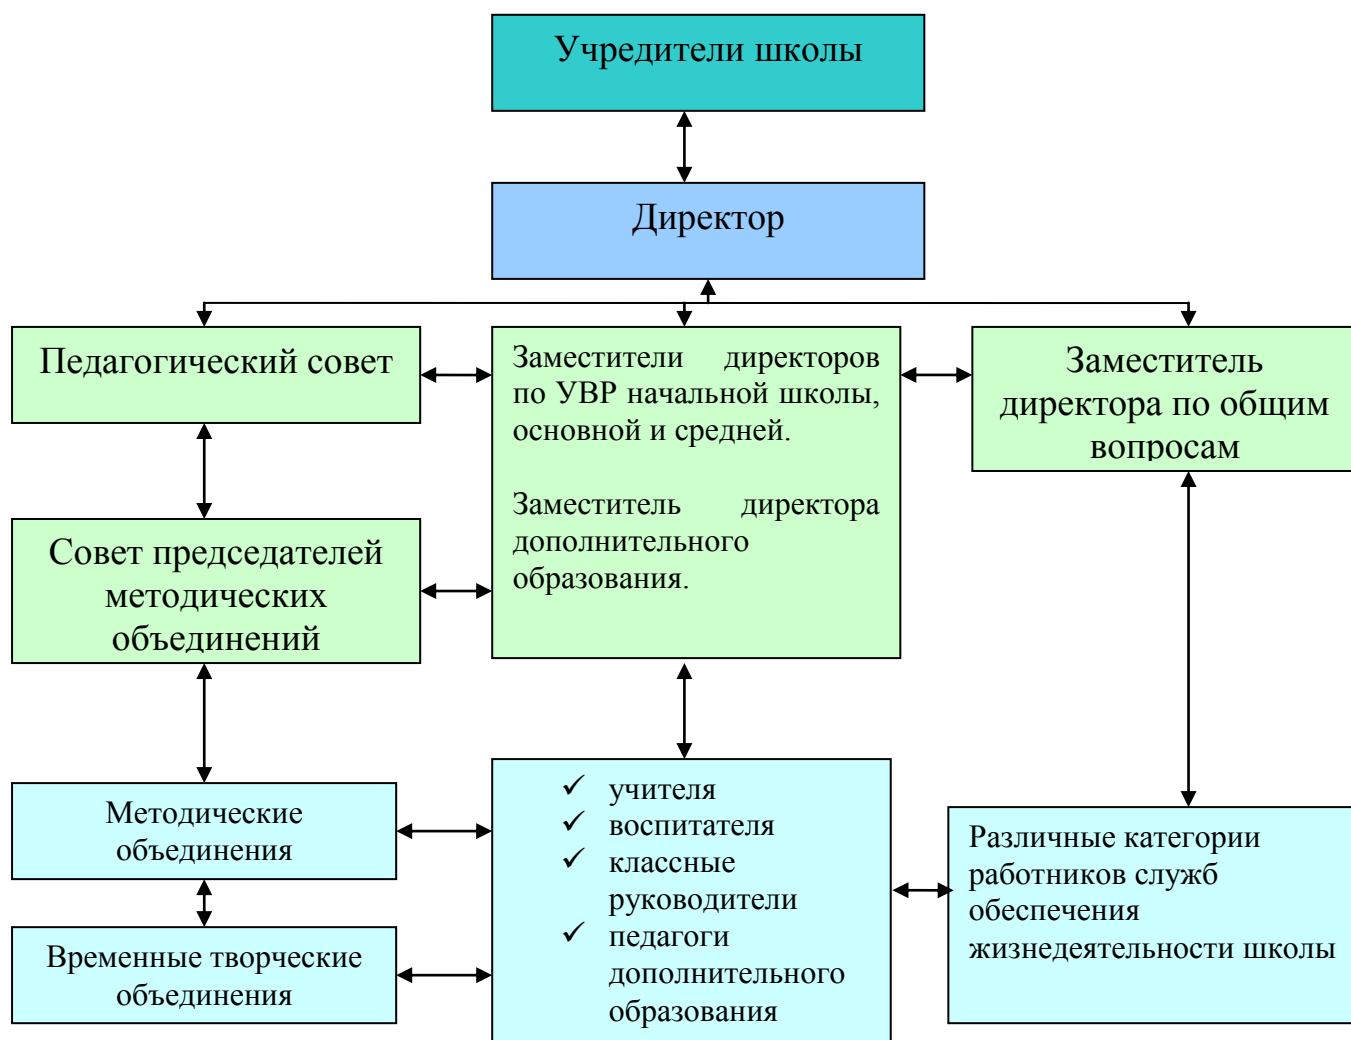 Учредители школы
Директор
Педагогический совет
Заместители директоров
по УВР начальной школы,
основной и средней.
Заместитель директора
дополнительного
образования.
Заместитель
директора по общим
вопросам
Совет председателей
методических
объединений
Методические
объединения
✓ учителя
✓ воспитателя
✓ классные
руководители
✓ педагоги
дополнительного
образования
Различные категории
работников служб
обеспечения
жизнедеятельности школы
Временные творческие
объединения